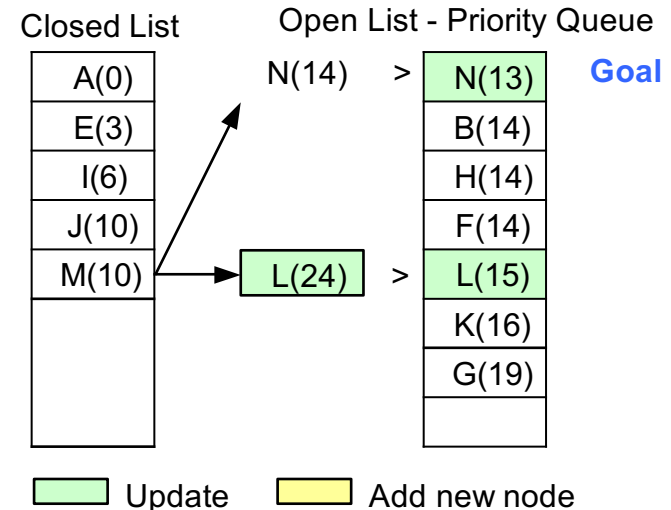 Closed List
Open List - Priority Queue
A(0)
E(3)
I(6)
J(10)
M(10)
N(14) > N(13) Goal
B(14)
H(14)
F(14)
L(24) > L(15)
K(16)
G(19)
Update
Add new node